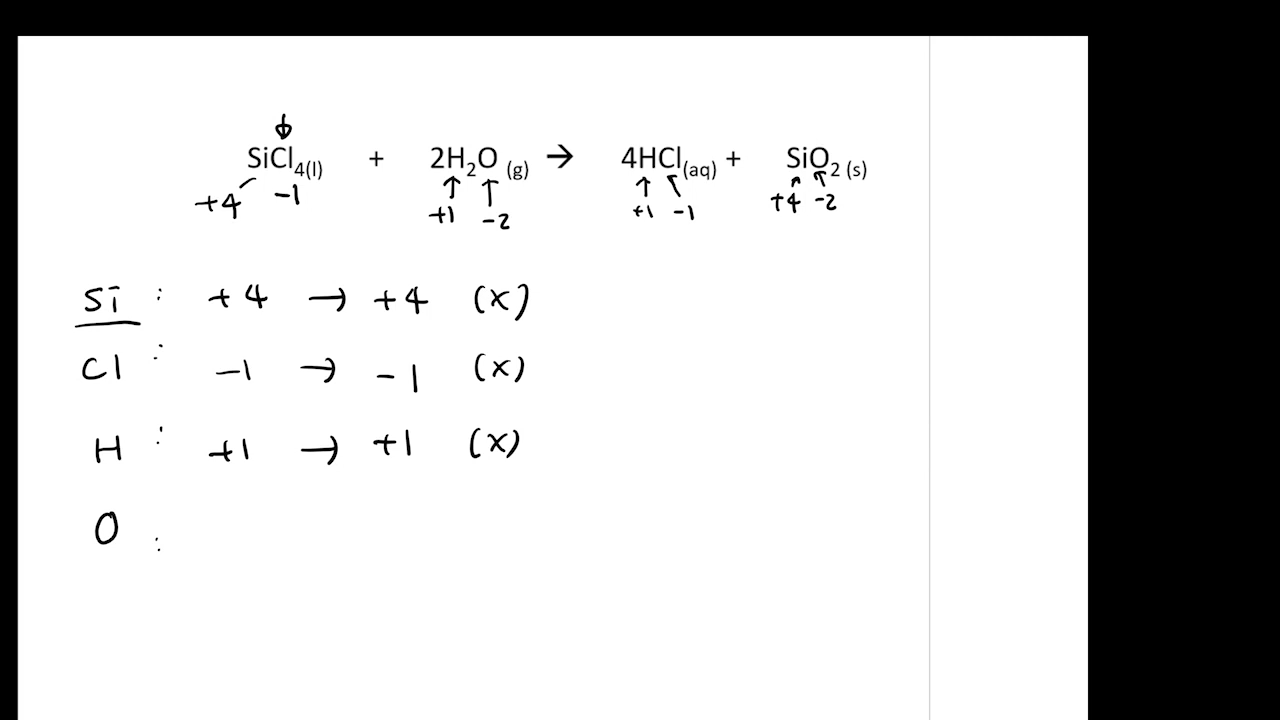 SiCl4(l) + 2H2O (g) → 4HCl(aq) + SiO2 (s)
+4 -1 +1 -2 +1 -1 +4 -2
Si : +4 → +4 (x)
Cl : -1 → -1 (x)
H : +1 → +1 (x)
O :